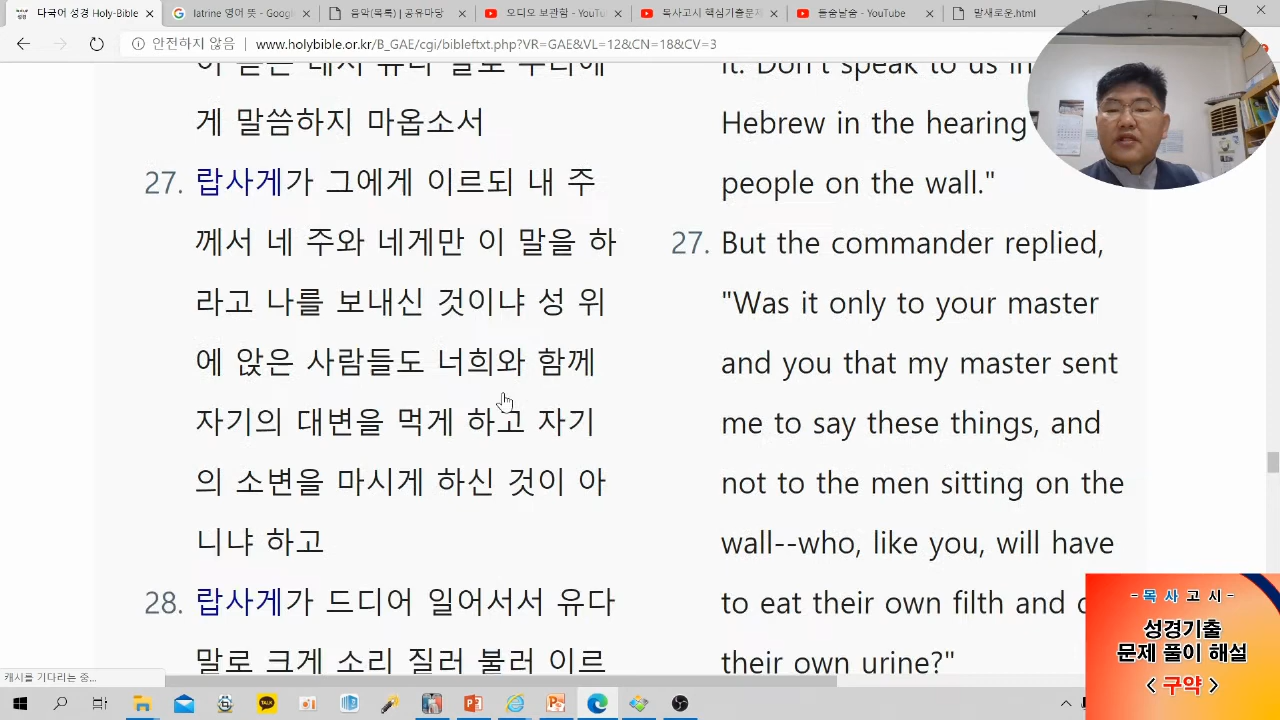 다국어 성경 Holy-Bible
latrine 영어 뜻 - Google
음악(목록) | 공유마당
오디오 보관함 - YouTu
목사고시 핵심기출문제
돌술날숨 - YouTube
말새로운.html
안전하지 않음
www.holybible.or.kr/B_GAE/cgi/bibleftxt.php?VR=GAE&VL=12&CN=18&CV=3
게 말씀하지 마옵소서
27. 랍사게가 그에게 이르되 내 주
께서 네 주와 네게만 이 말을 하
라고 나를 보내신 것이냐 성 위
에 앉은 사람들도 너희와 함께
자기의 대변을 먹게 하고 자기
의 소변을 마시게 하신 것이 아
니냐 하고
28. 랍사게가 드디어 일어서서 유다
말로 크게 소리 질러 불러 이르
it. Don't speak to us in
Hebrew in the hearing
people on the wall."
27. But the commander replied,
"Was it only to your master
and you that my master sent
me to say these things, and
not to the men sitting on the
wall--who, like you, will have
to eat their own filth and
their own urine?"
- 목 사 고 시 -
성경기출
문제 풀이 해설
< 구약 >
캐시를 기다리는 중...
TALK